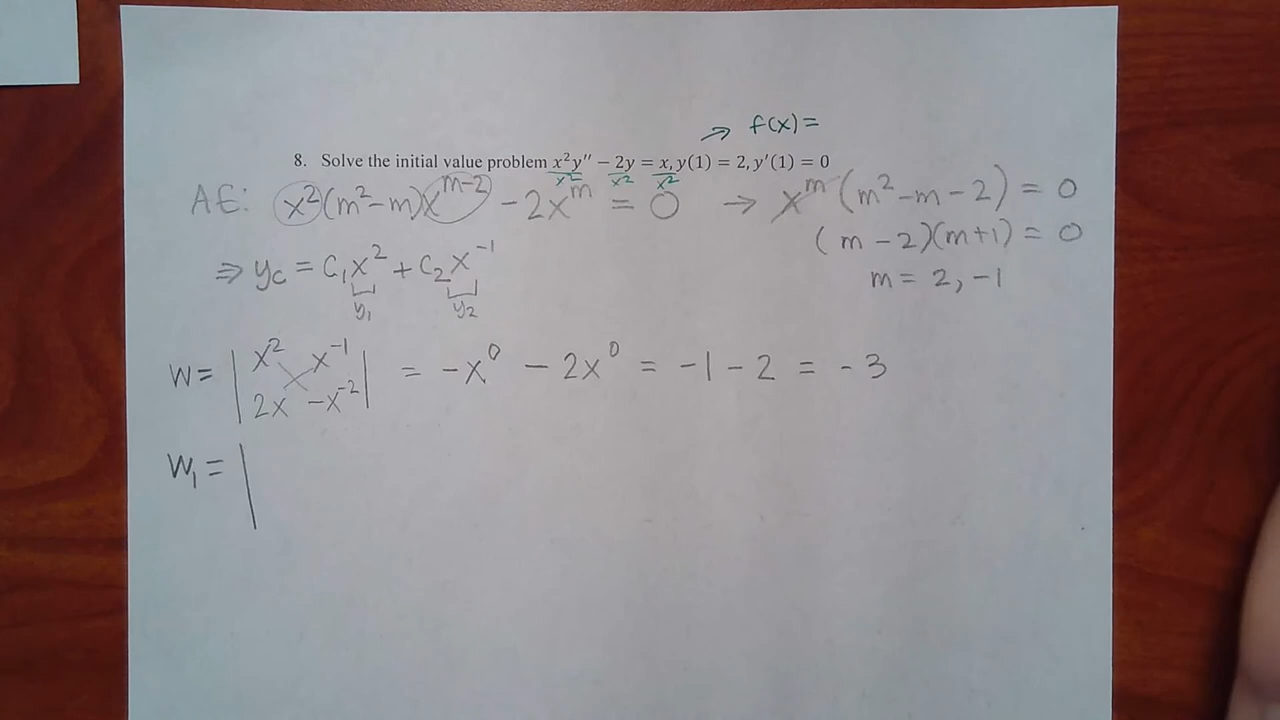 → f(x) =
8. Solve the initial value problem x²y″ − 2y = x, y(1) = 2, y′(1) = 0
x² x² x²
AE: x²(m²−m)x^(m−2) − 2x^m = 0 → x^m (m²−m−2) = 0
(m−2)(m+1) = 0
⇒ y_c = c₁x² + c₂x⁻¹
m = 2, −1
y₁ y₂
W = | x² x⁻¹ | = −x⁰ − 2x⁰ = −1 − 2 = −3
2x −x⁻²
W₁ = |